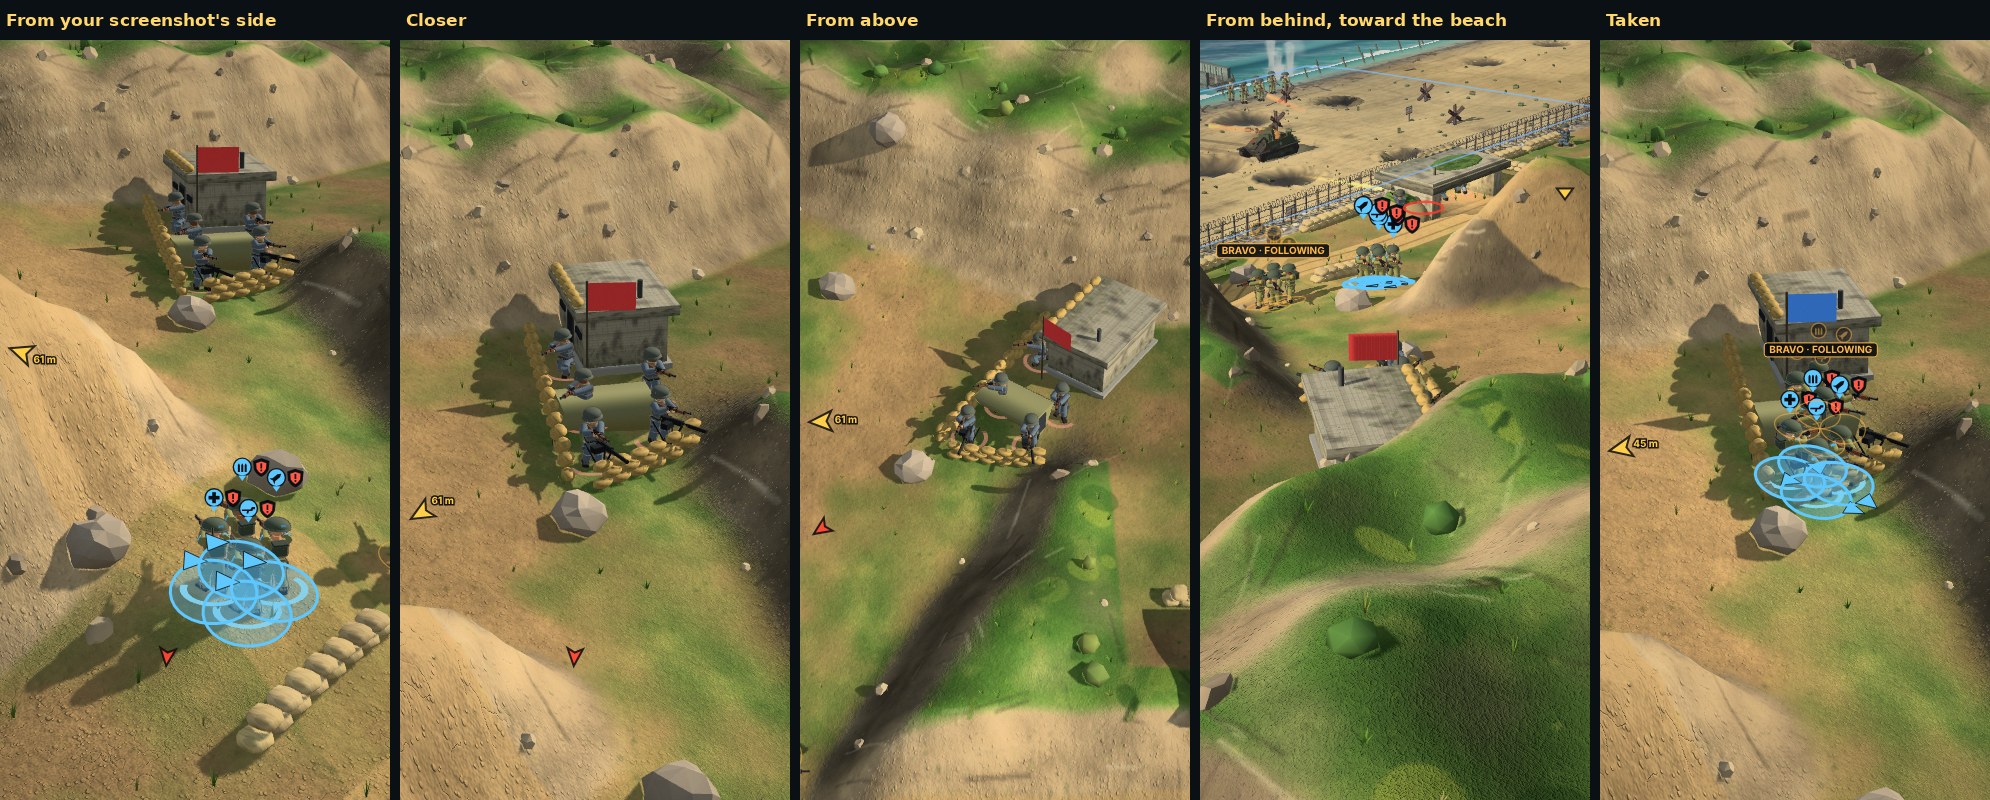 From your screenshot's side
Closer
From above
From behind, toward the beach
Taken
61m
61m
61m
BRAVO · FOLLOWING
BRAVO · FOLLOWING
45m